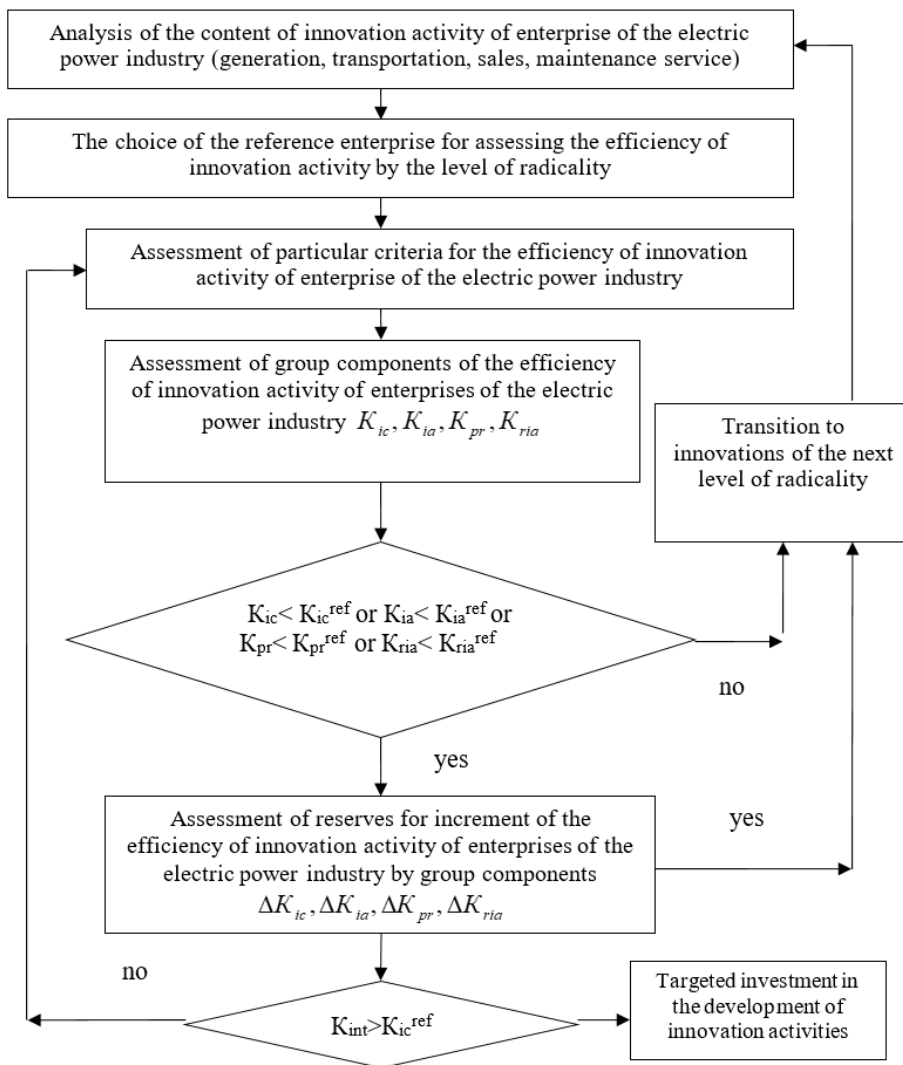 Analysis of the content of innovation activity of enterprise of the electric
power industry (generation, transportation, sales, maintenance service)
The choice of the reference enterprise for assessing the efficiency of
innovation activity by the level of radicality
Assessment of particular criteria for the efficiency of innovation
activity of enterprise of the electric power industry
Assessment of group components of the efficiency
of innovation activity of enterprises of the electric
power industry K_ic, K_ia, K_pr, K_ria
Transition to
innovations of the next
level of radicality
K_ic< K_ic^ref or K_ia< K_ia^ref or
K_pr< K_pr^ref or K_ria< K_ria^ref
no
yes
Assessment of reserves for increment of the
efficiency of innovation activity of enterprises of the
electric power industry by group components
ΔK_ic, ΔK_ia, ΔK_pr, ΔK_ria
yes
no
K_int>K_ic^ref
Targeted investment in
the development of
innovation activities